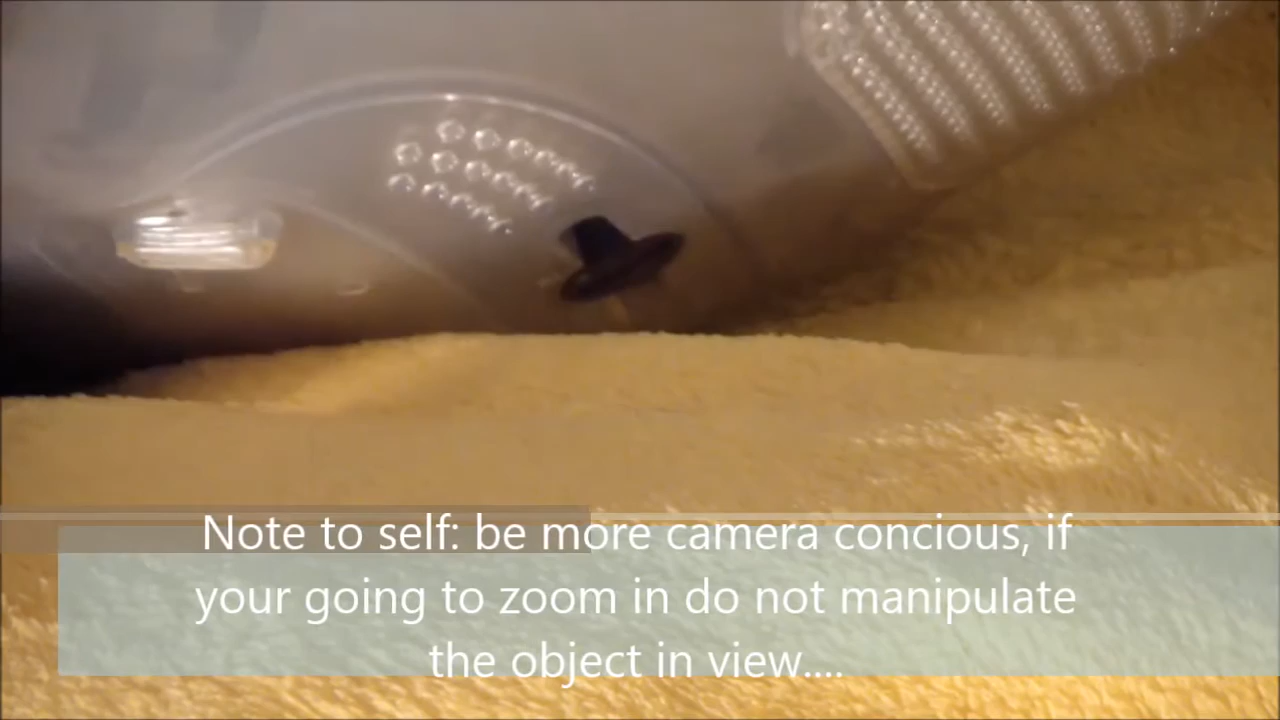 Note to self: be more camera concious, if
your going to zoom in do not manipulate
the object in view....